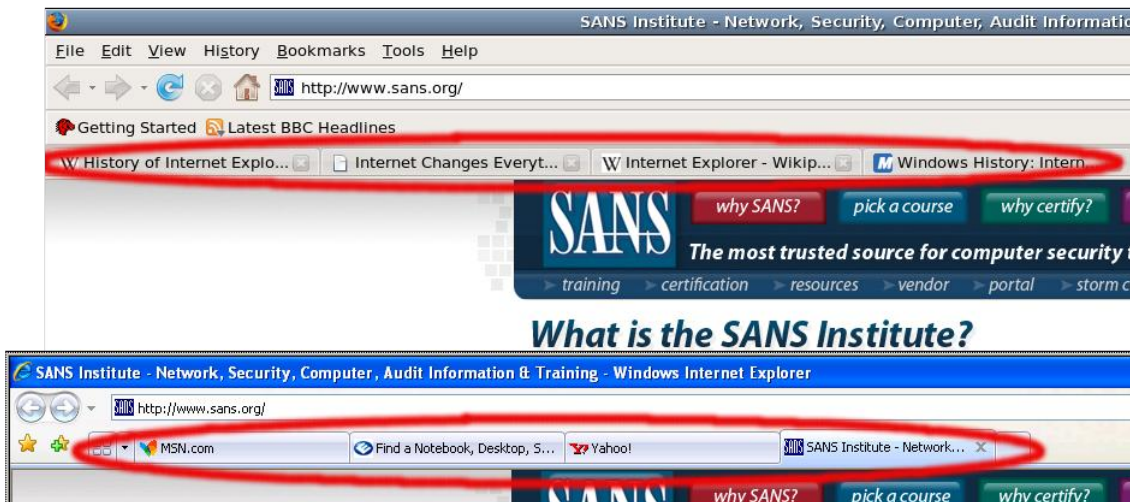 SANS Institute - Network, Security, Computer, Audit Informatio
File Edit View History Bookmarks Tools Help
SANS http://www.sans.org/
Getting Started Latest BBC Headlines
W History of Internet Explo... Internet Changes Everyt... W Internet Explorer - Wikip... M Windows History: Intern...
SANS why SANS? pick a course why certify?
The most trusted source for computer security t
training certification resources vendor portal storm c
What is the SANS Institute?
SANS Institute - Network, Security, Computer, Audit Information & Training - Windows Internet Explorer
SANS http://www.sans.org/
MSN.com Find a Notebook, Desktop, S... Y! Yahoo! SANS SANS Institute - Network... X
SANS why SANS? pick a course why certify?